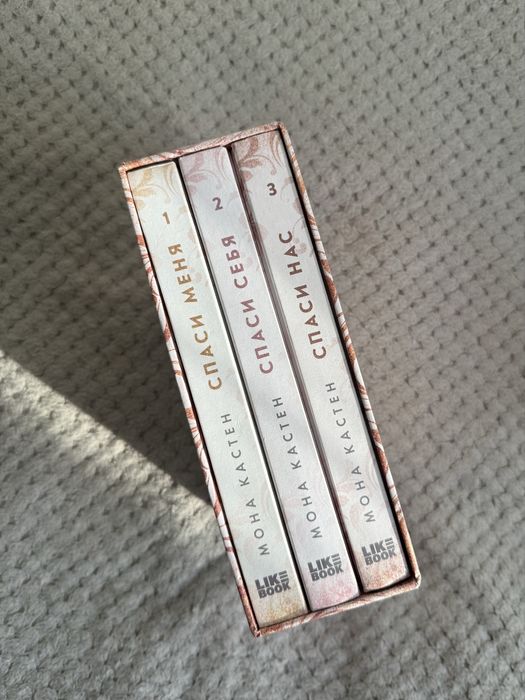 1
СПАСИ МЕНЯ
МОНА КАСТЕН
LIKE
BOOK
2
СПАСИ СЕБЯ
МОНА КАСТЕН
LIKE
BOOK
3
СПАСИ НАС
МОНА КАСТЕН
LIKE
BOOK